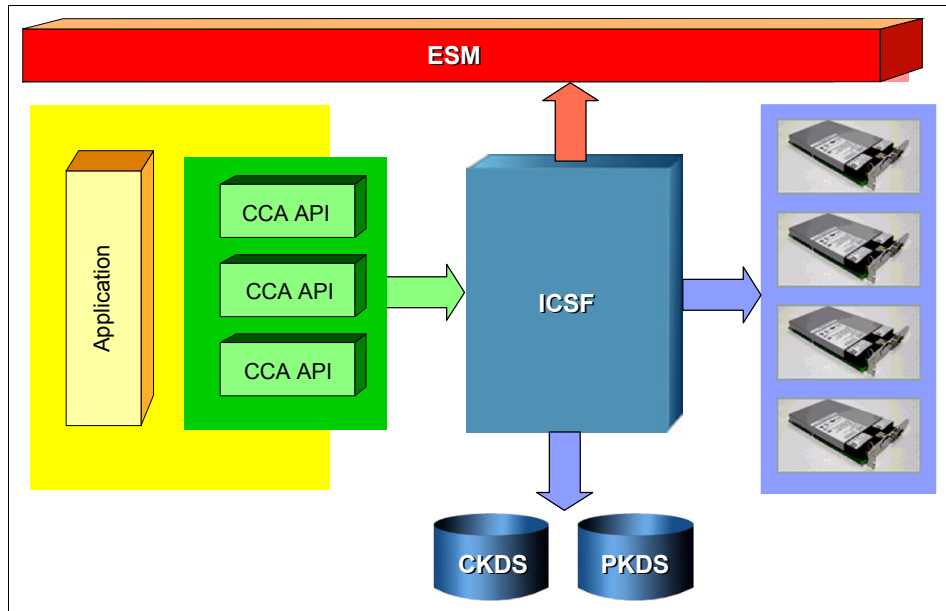 ESM
Application
CCA API
CCA API
CCA API
ICSF
CKDS
PKDS